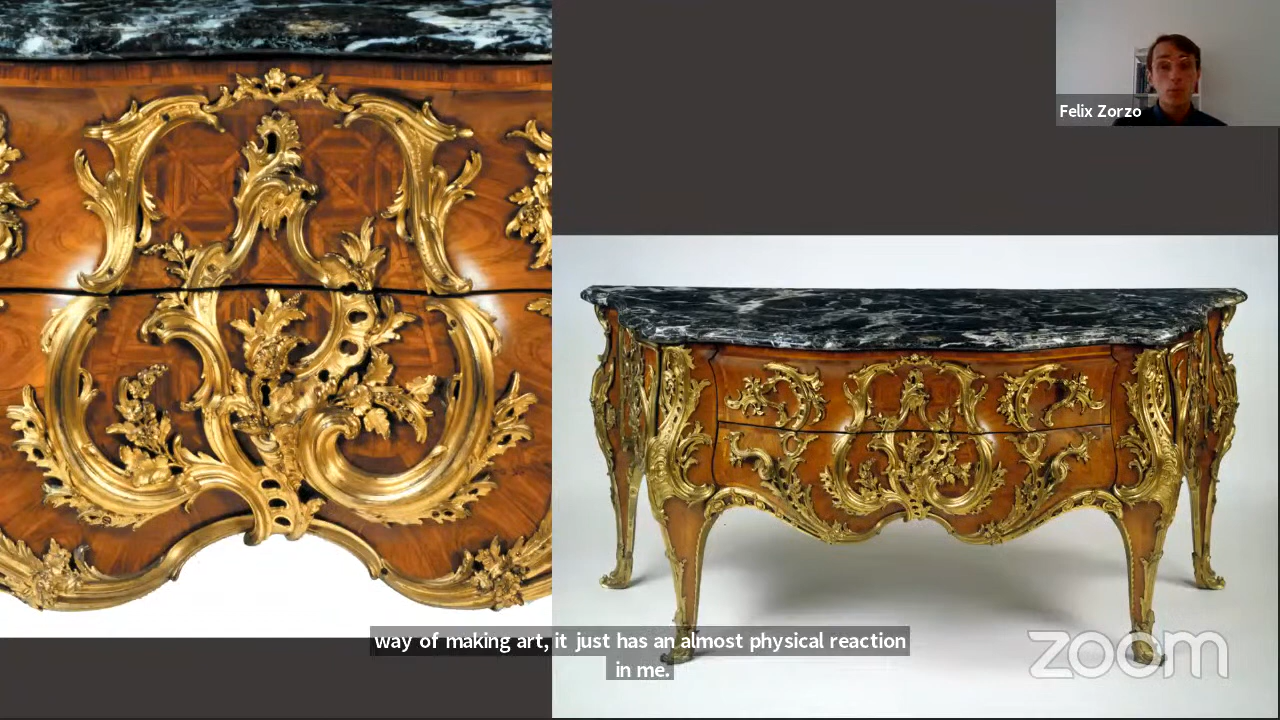 Felix Zorzo
way of making art, it just has an almost physical reaction
in me.
zoom